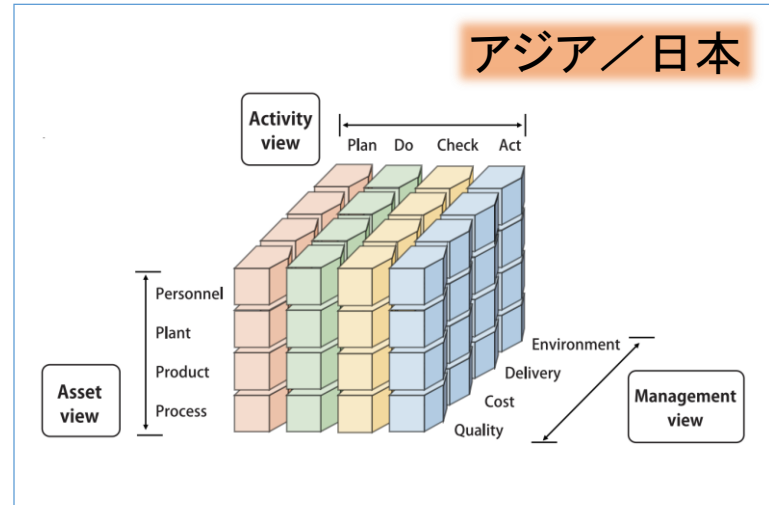 アジア／日本
Activity
view
Plan Do Check Act
Personnel
Plant
Product
Process
Asset
view
Environment
Delivery
Cost
Quality
Management
view